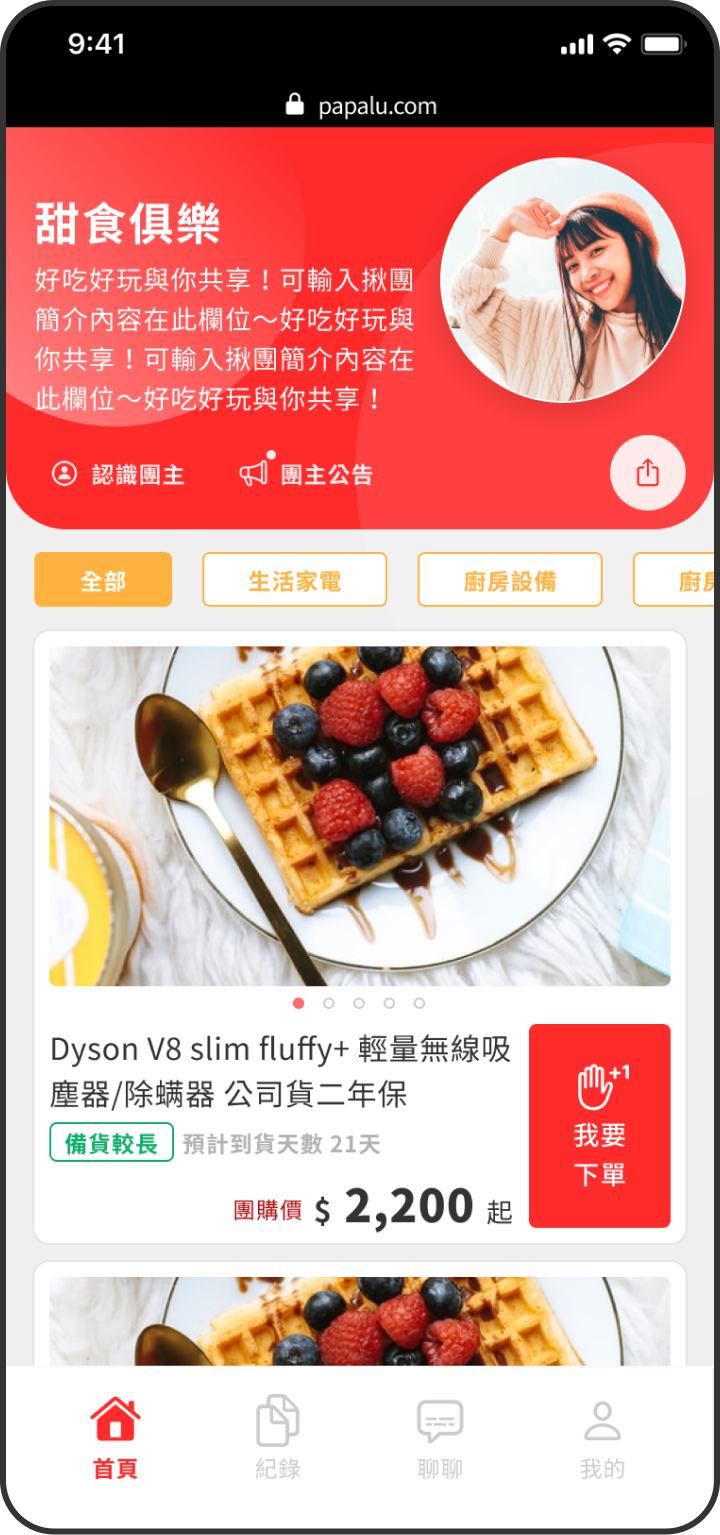 9:41
papalu.com
甜食俱樂
好吃好玩與你共享！可輸入揪團
簡介內容在此欄位～好吃好玩與
你共享！可輸入揪團簡介內容在
此欄位～好吃好玩與你共享！
認識團主
團主公告
全部
生活家電
廚房設備
廚房
Dyson V8 slim fluffy+ 輕量無線吸
塵器/除蟎器 公司貨二年保
備貨較長 預計到貨天數 21天
團購價 $ 2,200 起
+1
我要
下單
首頁
紀錄
聊聊
我的